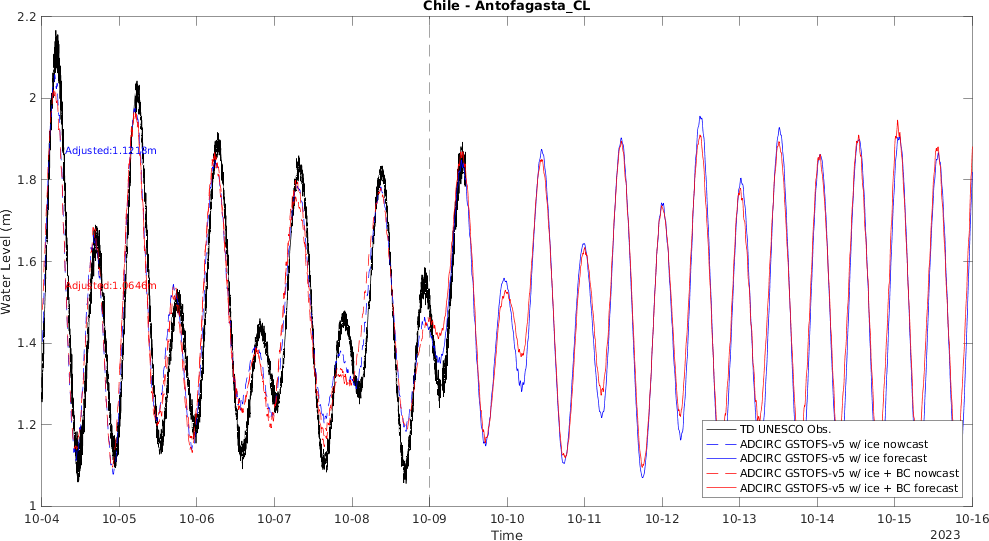 Chile - Antofagasta_CL
2.2
2
1.8
1.6
1.4
1.2
1
Water Level (m)
Adjusted:1.1213m
Adjusted:1.0646m
TD UNESCO Obs.
ADCIRC GSTOFS-v5 w/ ice nowcast
ADCIRC GSTOFS-v5 w/ ice forecast
ADCIRC GSTOFS-v5 w/ ice + BC nowcast
ADCIRC GSTOFS-v5 w/ ice + BC forecast
10-04 10-05 10-06 10-07 10-08 10-09 10-10 10-11 10-12 10-13 10-14 10-15 10-16
Time
2023